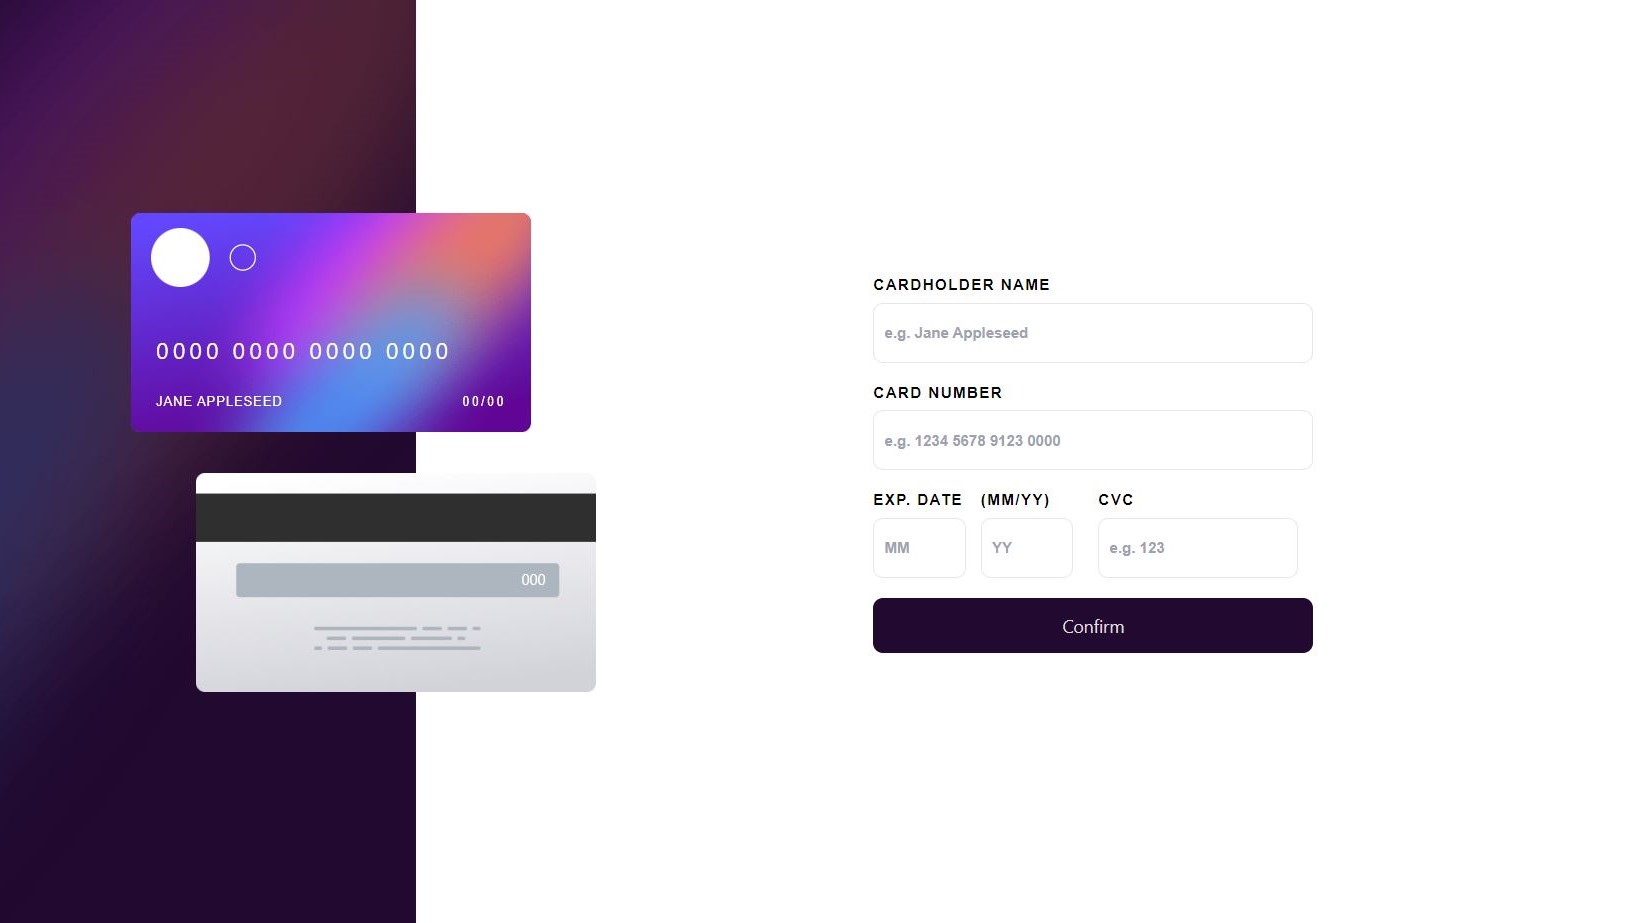 0000 0000 0000 0000
JANE APPLESEED 00/00
000
CARDHOLDER NAME
e.g. Jane Appleseed
CARD NUMBER
e.g. 1234 5678 9123 0000
EXP. DATE (MM/YY) CVC
MM YY e.g. 123
Confirm